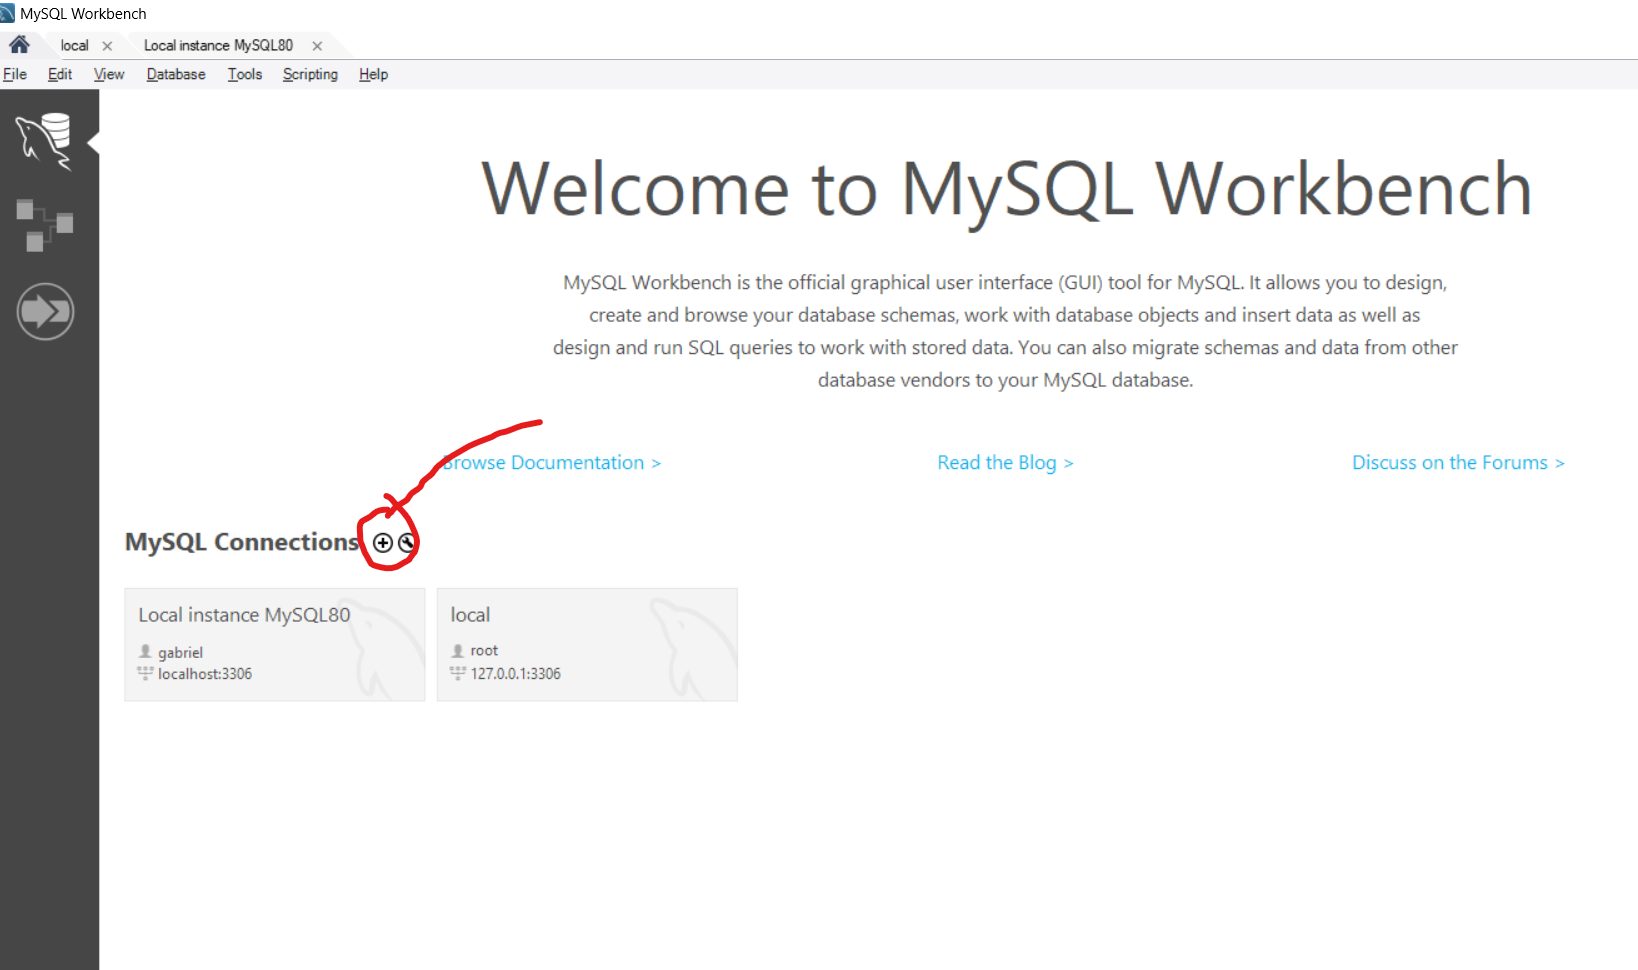 MySQL Workbench
local
Local instance MySQL80
File Edit View Database Tools Scripting Help
Welcome to MySQL Workbench
MySQL Workbench is the official graphical user interface (GUI) tool for MySQL. It allows you to design,
create and browse your database schemas, work with database objects and insert data as well as
design and run SQL queries to work with stored data. You can also migrate schemas and data from other
database vendors to your MySQL database.
Browse Documentation >
Read the Blog >
Discuss on the Forums >
MySQL Connections
Local instance MySQL80
gabriel
localhost:3306
local
root
127.0.0.1:3306